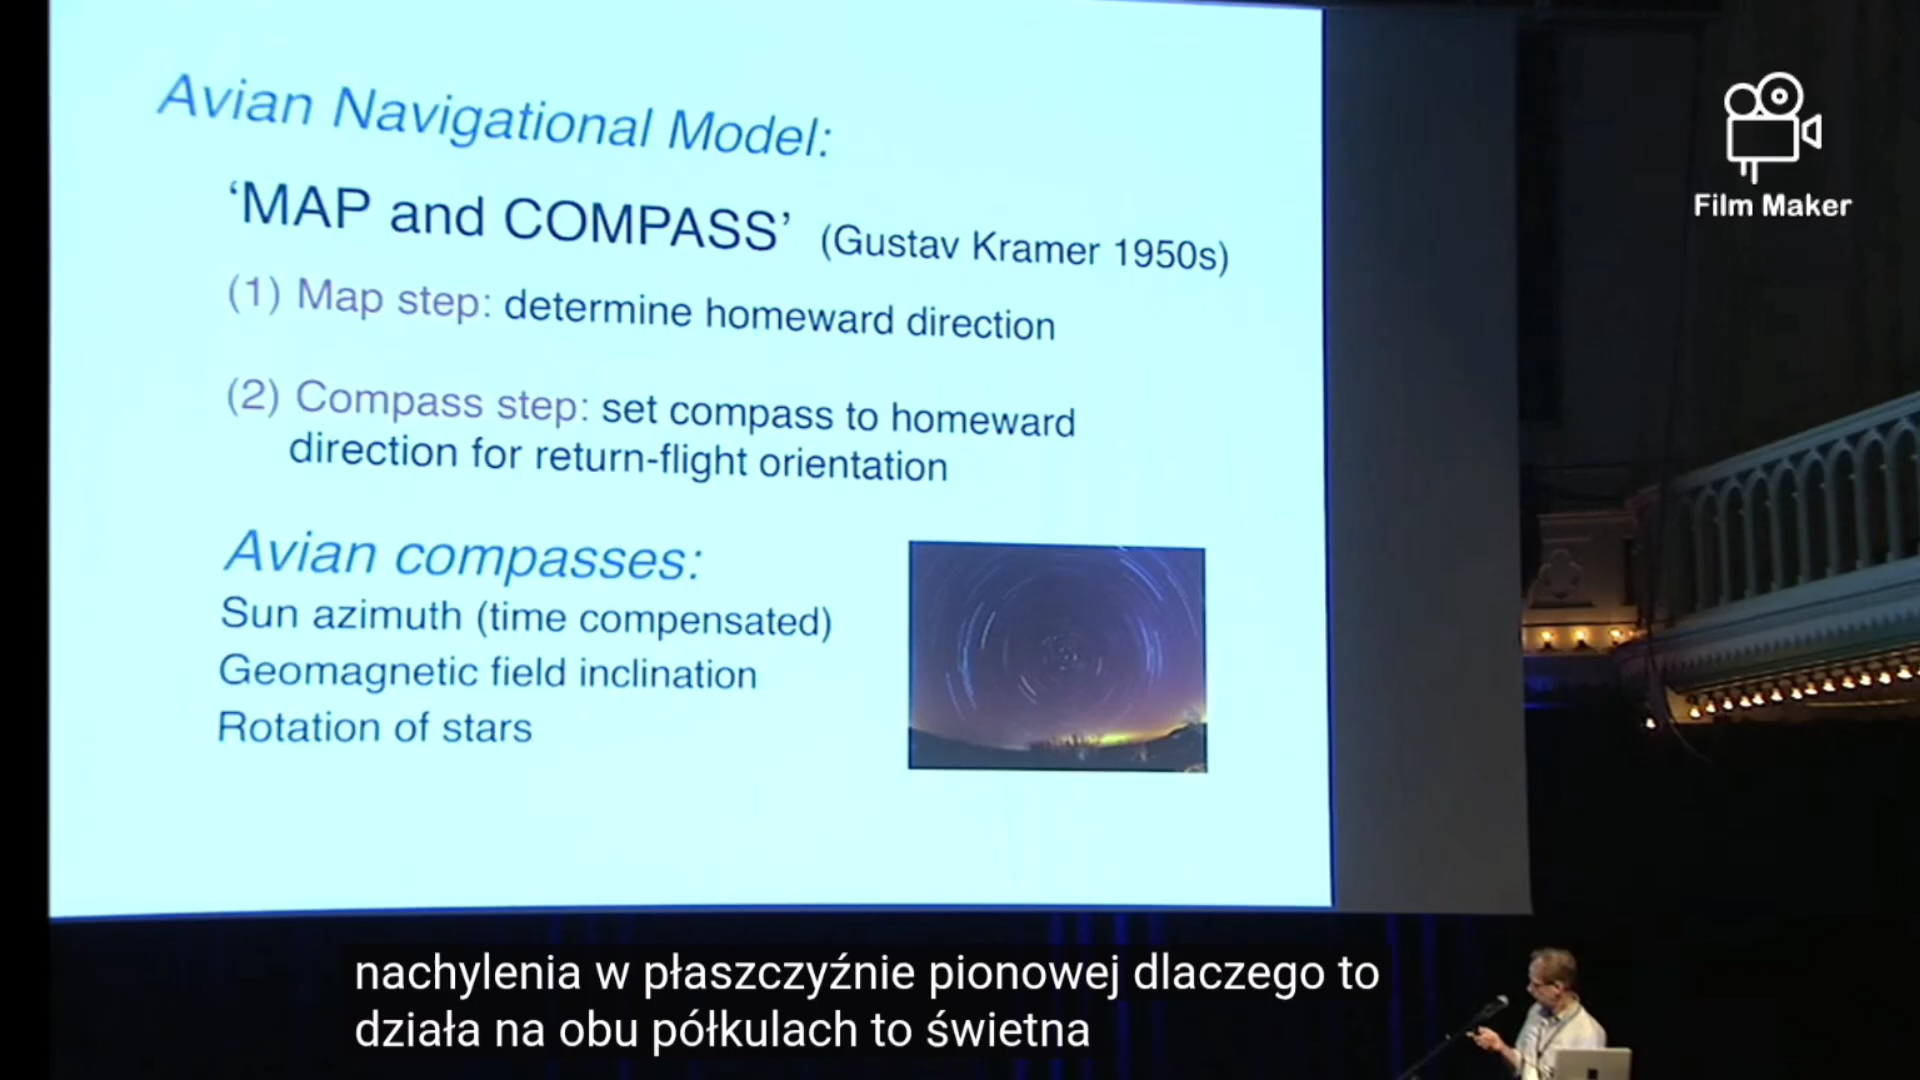 Avian Navigational Model:
‘MAP and COMPASS’ (Gustav Kramer 1950s)
(1) Map step: determine homeward direction
(2) Compass step: set compass to homeward
direction for return-flight orientation
Avian compasses:
Sun azimuth (time compensated)
Geomagnetic field inclination
Rotation of stars
Film Maker
nachylenia w płaszczyźnie pionowej dlaczego to
działa na obu półkulach to świetna